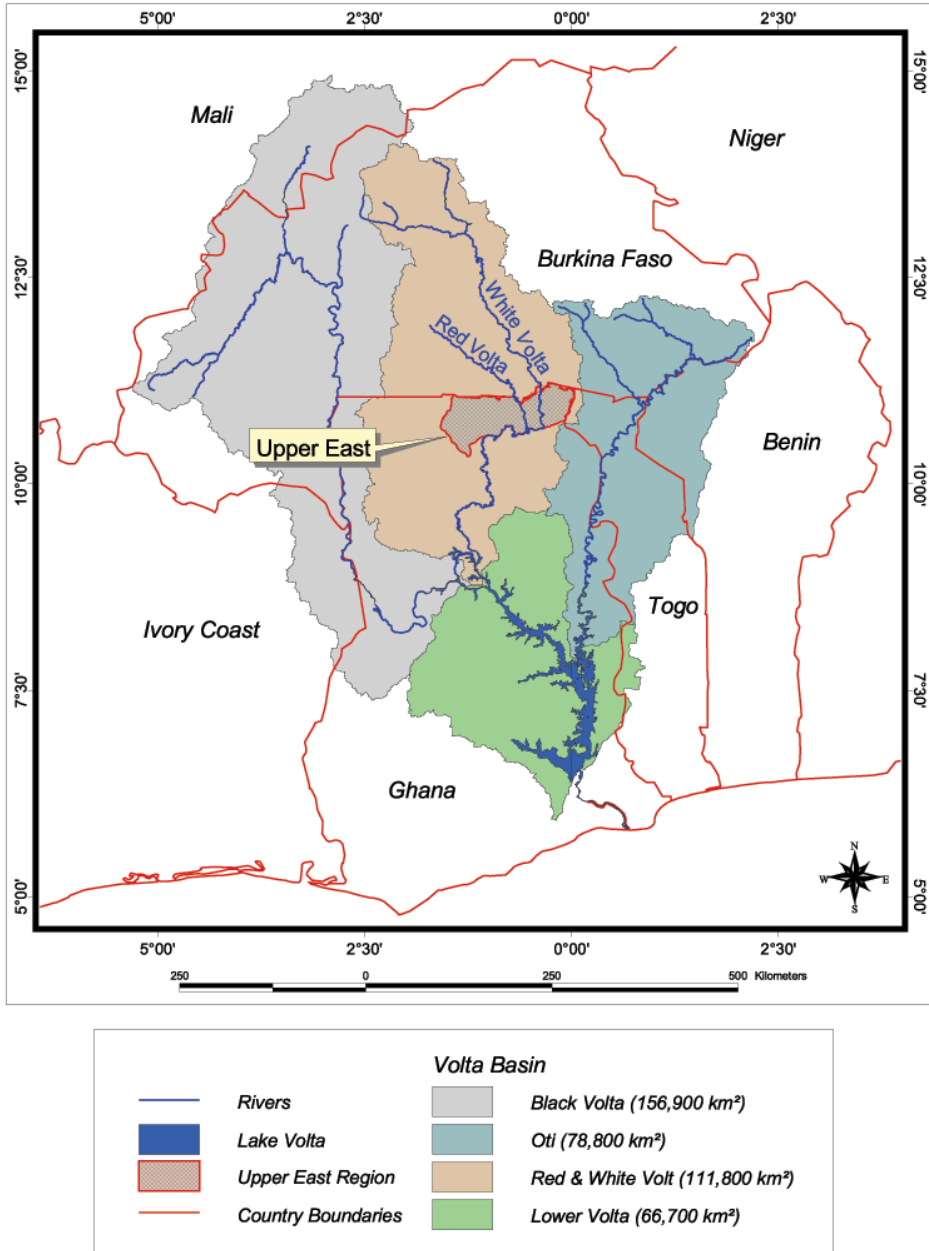 5°00' 2°30' 0°00' 2°30'
15°00' 15°00'
Mali
Niger
Burkina Faso
12°30' 12°30'
White Volta
Red Volta
Upper East
Benin
10°00' 10°00'
Togo
Ivory Coast
7°30' 7°30'
Ghana
N
W E
S
5°00' 5°00'
5°00' 2°30' 0°00' 2°30'
250 0 250 500 Kilometers
Volta Basin
Rivers
Lake Volta
Upper East Region
Country Boundaries
Black Volta (156,900 km²)
Oti (78,800 km²)
Red & White Volt (111,800 km²)
Lower Volta (66,700 km²)